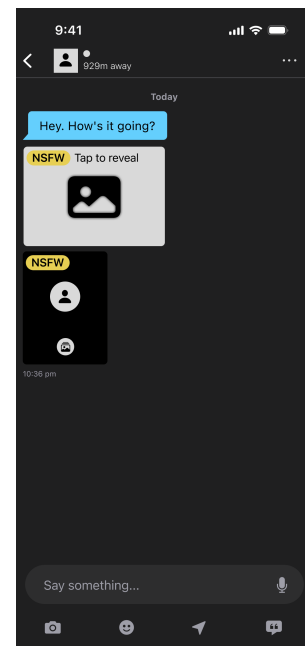 9:41
929m away
Today
Hey. How's it going?
NSFW Tap to reveal
NSFW
10:36 pm
Say something...